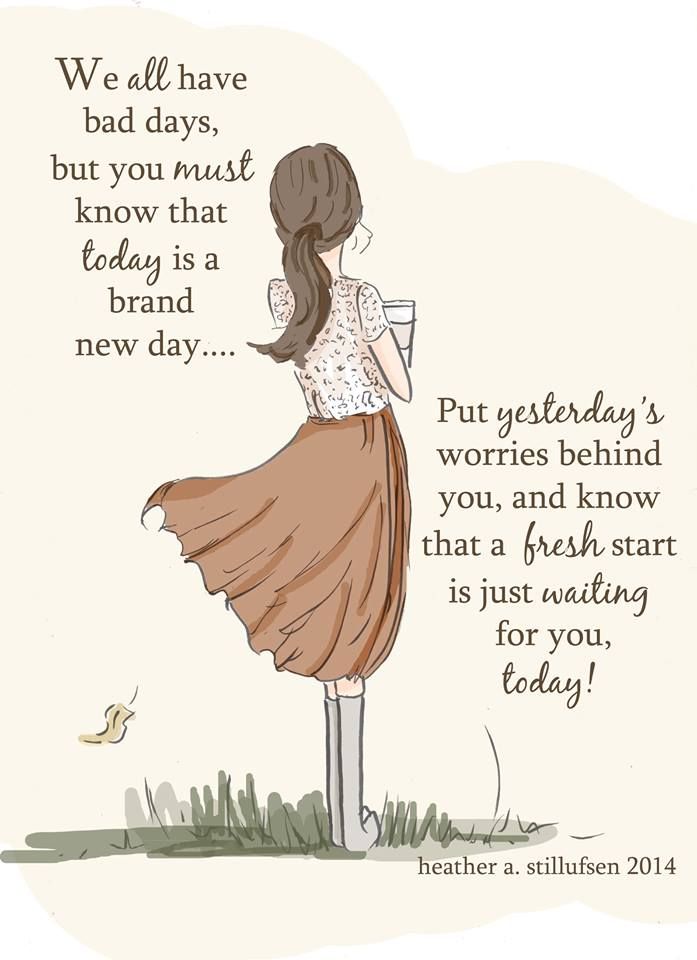 We all have
bad days,
but you must
know that
today is a
brand
new day....
Put yesterday's
worries behind
you, and know
that a fresh start
is just waiting
for you,
today!
heather a. stillufsen 2014